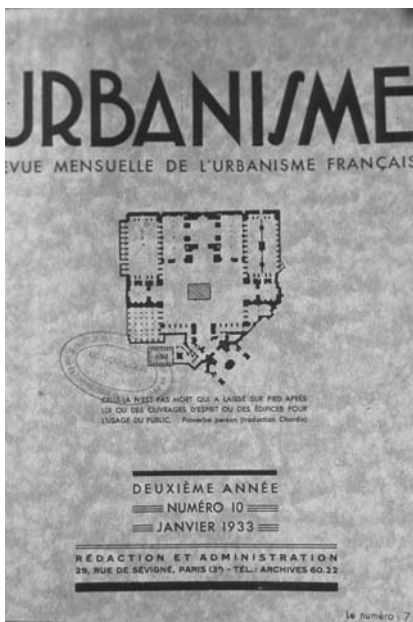 URBANISME
REVUE MENSUELLE DE L'URBANISME FRANÇAIS
CELUI-LÀ N'EST PAS MORT QUI A LAISSÉ SUR PIED APRÈS
LUI OU DES OUVRAGES D'ESPRIT OU DES ÉDIFICES POUR
L'USAGE DU PUBLIC. Proverbe persan (traduction Chardin).
DEUXIÈME ANNÉE
NUMÉRO 10
JANVIER 1933
RÉDACTION ET ADMINISTRATION
29, RUE DE SÉVIGNÉ, PARIS (3e) - TÉL.: ARCHIVES 60.22
Le numéro : 7